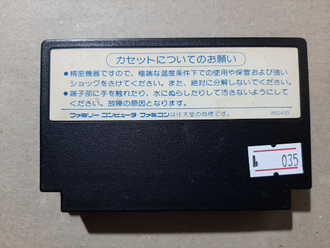 カセットについてのお願い
●精密機器ですので、極端な温度条件下での使用や保管および強い
ショックをさけてください。また、絶対に分解しないでください。
●端子部に手を触れたり、水にぬらしたりして汚さないようにして
ください。故障の原因となります。
ファミリー コンピュータ・ファミコンは任天堂の商標です。
035